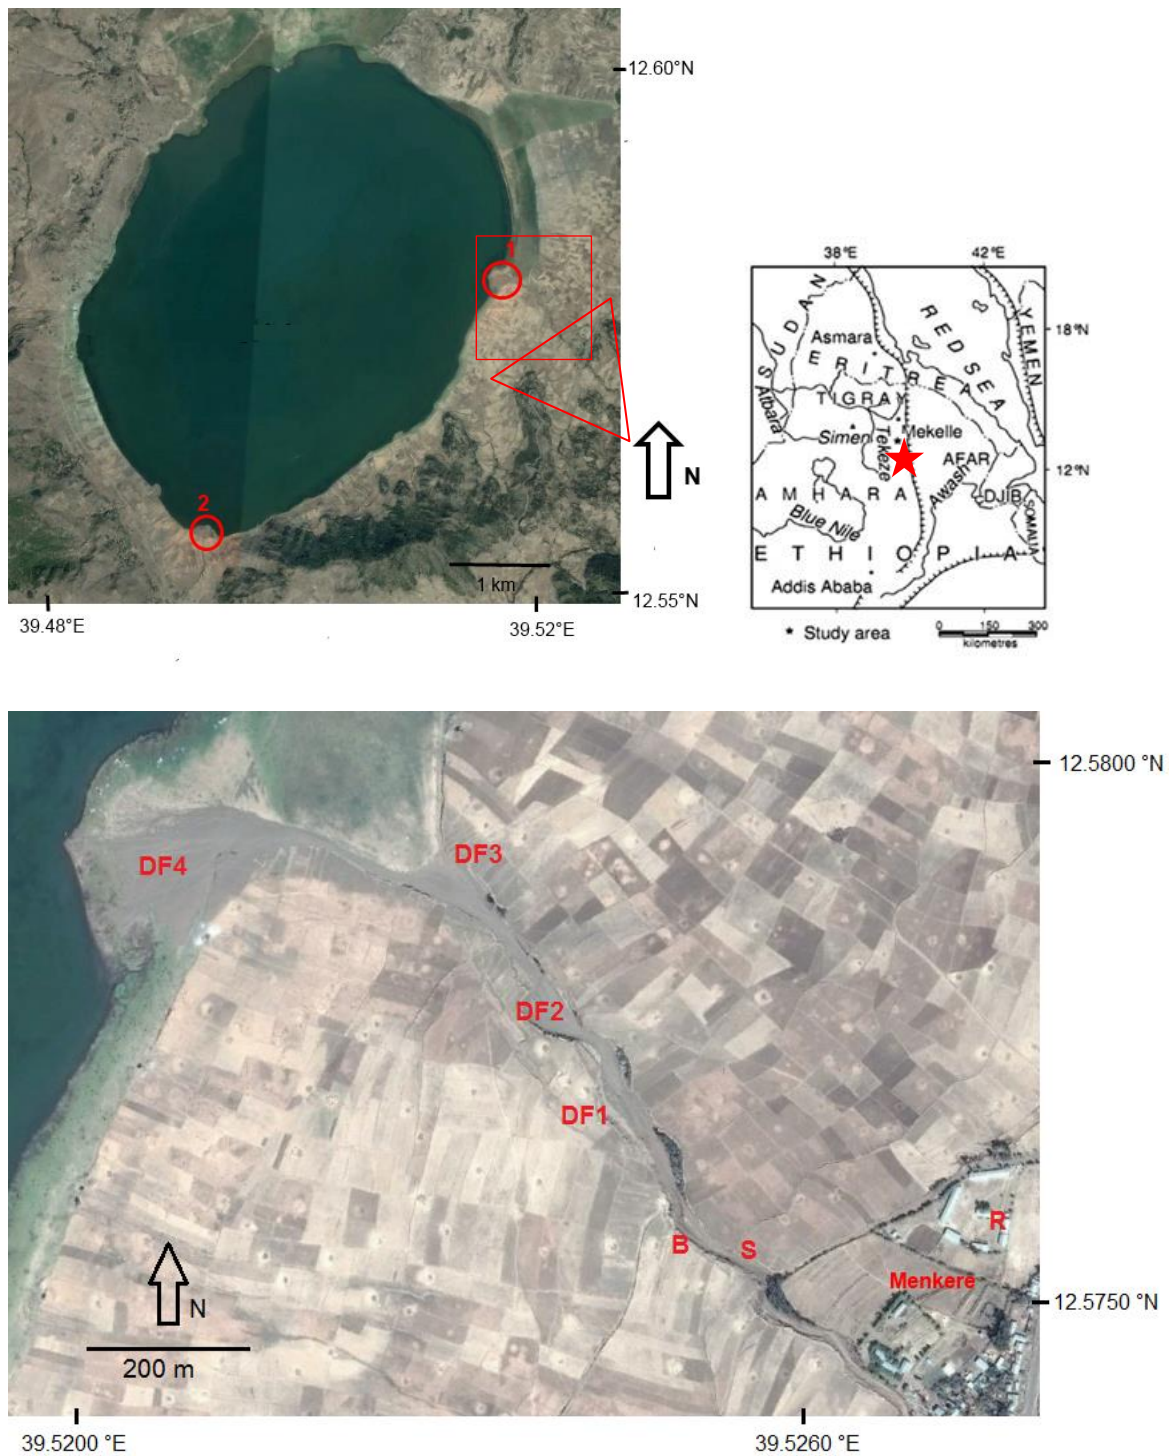 12.60°N
1
2
N
1 km
12.55°N
39.48°E
39.52°E
38°E
42°E
SUDAN
RED SEA
YEMEN
18°N
Asmara
ERITREA
TIGRAY
Atbara
Simen
Tekeze
Mekelle
AFAR
12°N
AMHARA
Awash
DJIB.
SOMALIA
Blue Nile
ETHIOPIA
Addis Ababa
* Study area
0 150 300
kilometres
12.5800 °N
DF4
DF3
DF2
DF1
R
B
S
Menkere
12.5750 °N
N
200 m
39.5200 °E
39.5260 °E